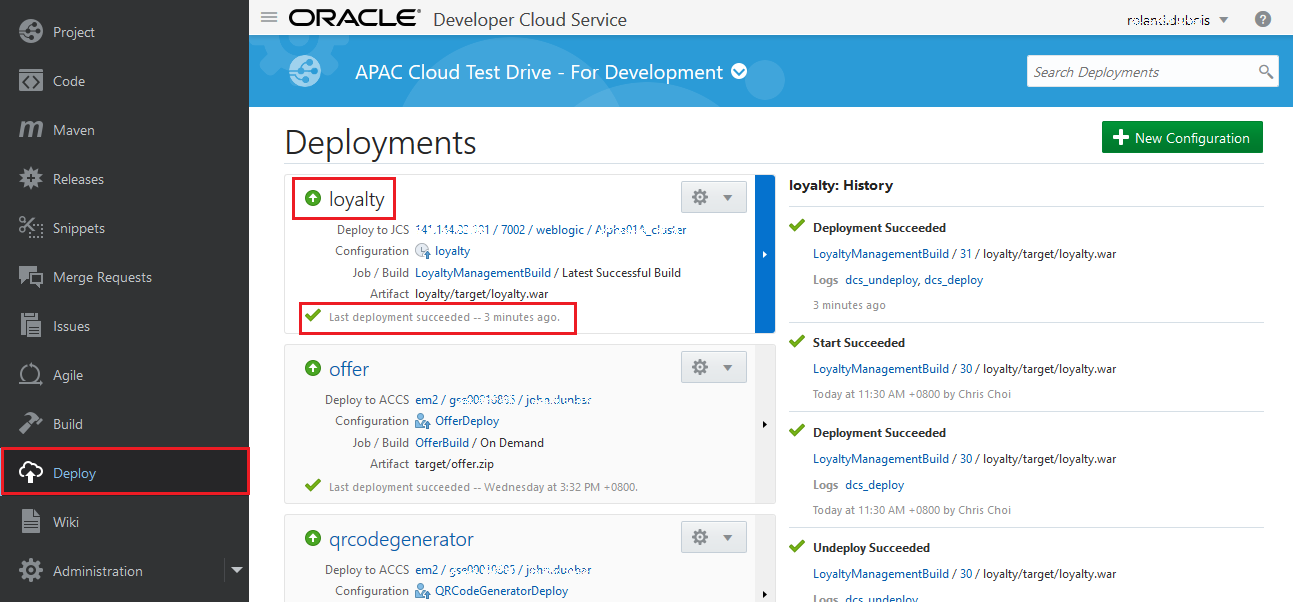 ORACLE® Developer Cloud Service
APAC Cloud Test Drive - For Development
Search Deployments
Project
Code
Maven
Releases
Snippets
Merge Requests
Issues
Agile
Build
Deploy
Wiki
Administration
Deployments
New Configuration
loyalty
Deploy to JCS / 7002 / weblogic /
Configuration loyalty
Job / Build LoyaltyManagementBuild / Latest Successful Build
Artifact loyalty/target/loyalty.war
Last deployment succeeded -- 3 minutes ago.
offer
Deploy to ACCS em2 /
Configuration OfferDeploy
Job / Build OfferBuild / On Demand
Artifact target/offer.zip
Last deployment succeeded -- Wednesday at 3:32 PM +0800.
qrcodegenerator
Deploy to ACCS em2 /
Configuration QRCodeGeneratorDeploy
loyalty: History
Deployment Succeeded
LoyaltyManagementBuild / 31 / loyalty/target/loyalty.war
Logs dcs_undeploy, dcs_deploy
3 minutes ago
Start Succeeded
LoyaltyManagementBuild / 30 / loyalty/target/loyalty.war
Today at 11:30 AM +0800 by Chris Choi
Deployment Succeeded
LoyaltyManagementBuild / 30 / loyalty/target/loyalty.war
Logs dcs_deploy
Today at 11:30 AM +0800 by Chris Choi
Undeploy Succeeded
LoyaltyManagementBuild / 30 / loyalty/target/loyalty.war
Logs dcs_undeploy